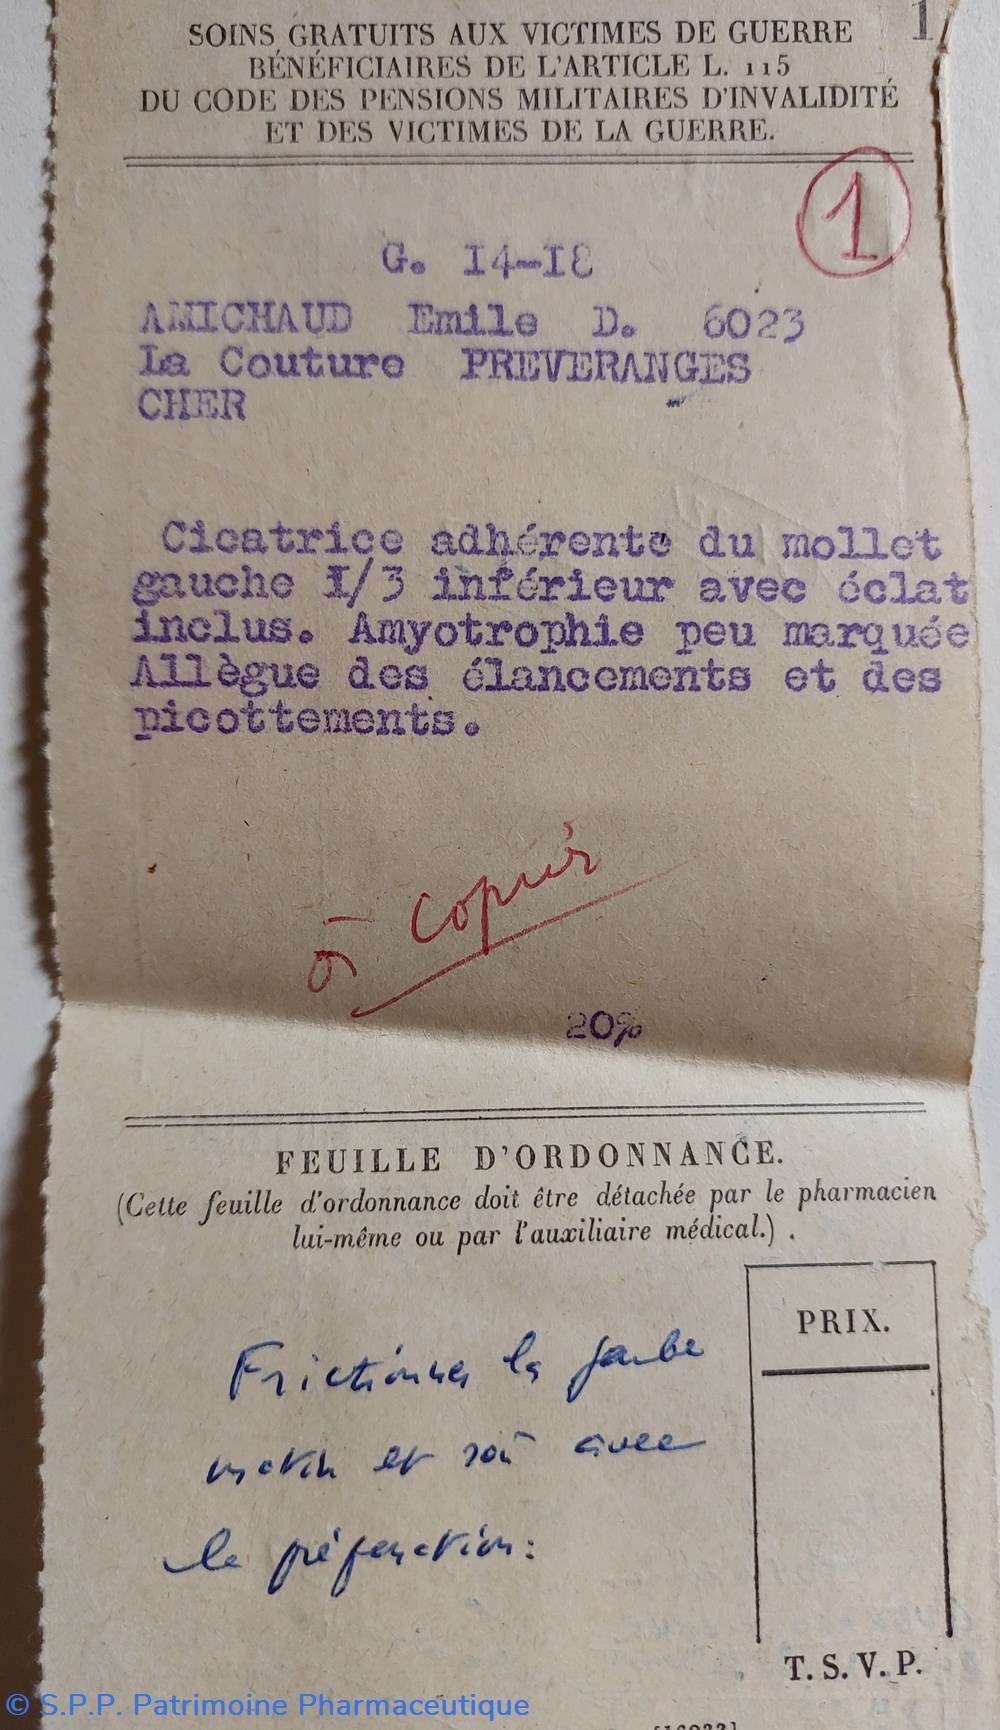 1
SOINS GRATUITS AUX VICTIMES DE GUERRE
BÉNÉFICIAIRES DE L'ARTICLE L. 115
DU CODE DES PENSIONS MILITAIRES D'INVALIDITÉ
ET DES VICTIMES DE LA GUERRE.
1
G. I4-I8
AMICHAUD Emile D. 6023
La Couture PREVERANGES
CHER
Cicatrice adhérente du mollet
gauche I/3 inférieur avec éclat
inclus. Amyotrophie peu marquée
Allègue des élancements et des
picottements.
à copier
20%
FEUILLE D'ORDONNANCE.
(Cette feuille d'ordonnance doit être détachée par le pharmacien
lui-même ou par l'auxiliaire médical.)
PRIX.
Frictionner la jambe
matin et soir avec
la préparation:
T. S. V. P.
© S.P.P. Patrimoine Pharmaceutique